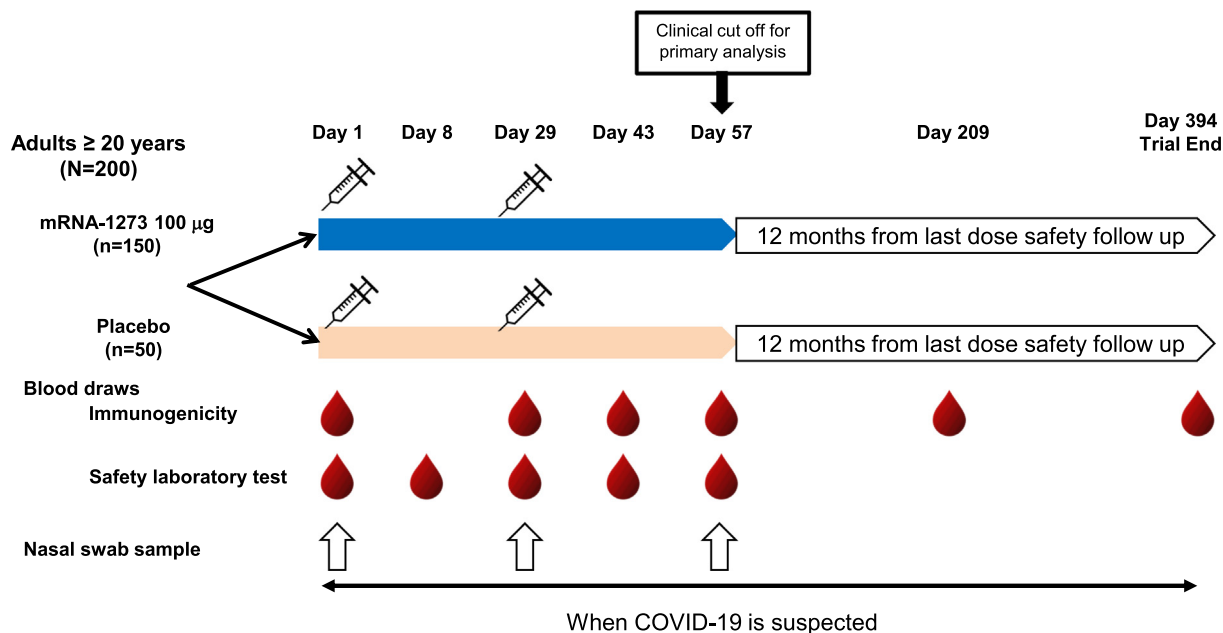 Clinical cut off for
primary analysis
Day 1 Day 8 Day 29 Day 43 Day 57 Day 209 Day 394
Trial End
Adults ≥ 20 years
(N=200)
mRNA-1273 100 μg
(n=150)
12 months from last dose safety follow up
Placebo
(n=50)
12 months from last dose safety follow up
Blood draws
Immunogenicity
Safety laboratory test
Nasal swab sample
When COVID-19 is suspected